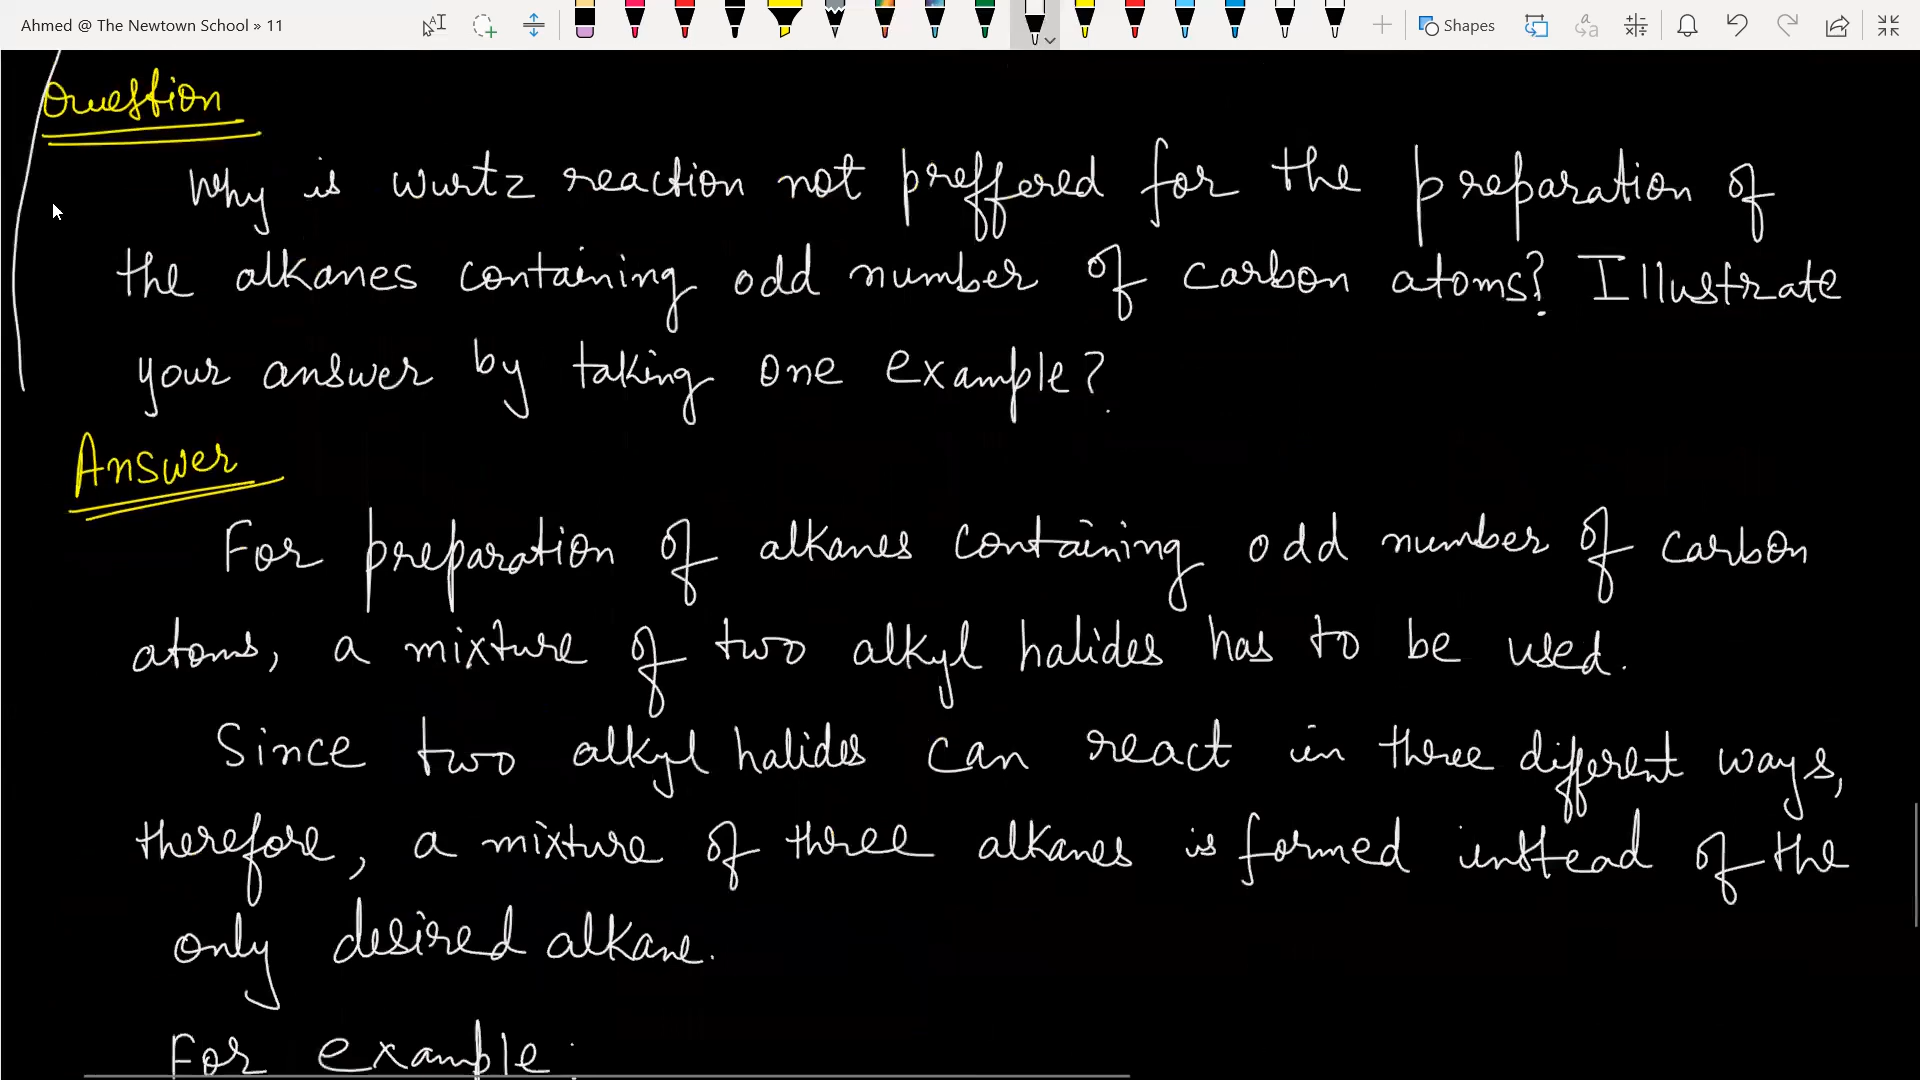 Ahmed @ The Newtown School » 11
Shapes
Question
Why is wurtz reaction not preffered for the preparation of
the alkanes containing odd number of carbon atoms? Illustrate
your answer by taking one example?
Answer
For preparation of alkanes containing odd number of carbon
atoms, a mixture of two alkyl halides has to be used.
Since two alkyl halides can react in three different ways,
therefore, a mixture of three alkanes is formed instead of the
only desired alkane.
For example: